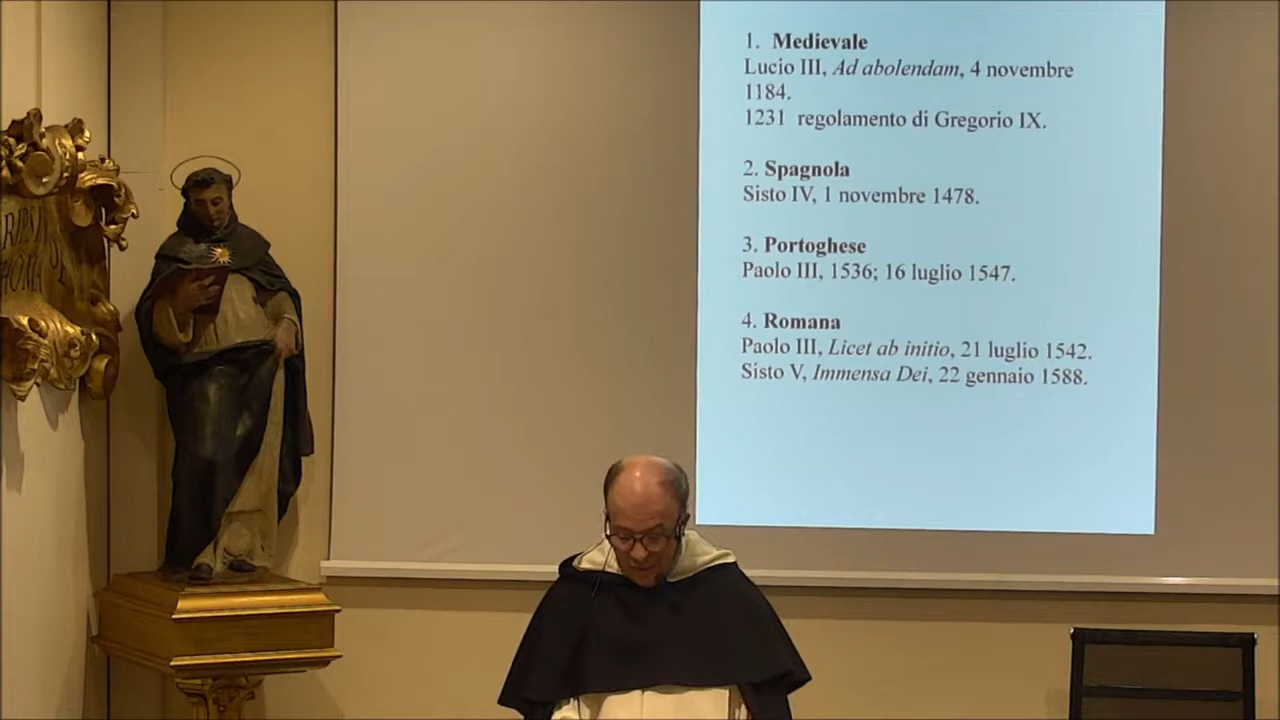 1. Medievale
Lucio III, Ad abolendam, 4 novembre
1184.
1231 regolamento di Gregorio IX.
2. Spagnola
Sisto IV, 1 novembre 1478.
3. Portoghese
Paolo III, 1536; 16 luglio 1547.
4. Romana
Paolo III, Licet ab initio, 21 luglio 1542.
Sisto V, Immensa Dei, 22 gennaio 1588.